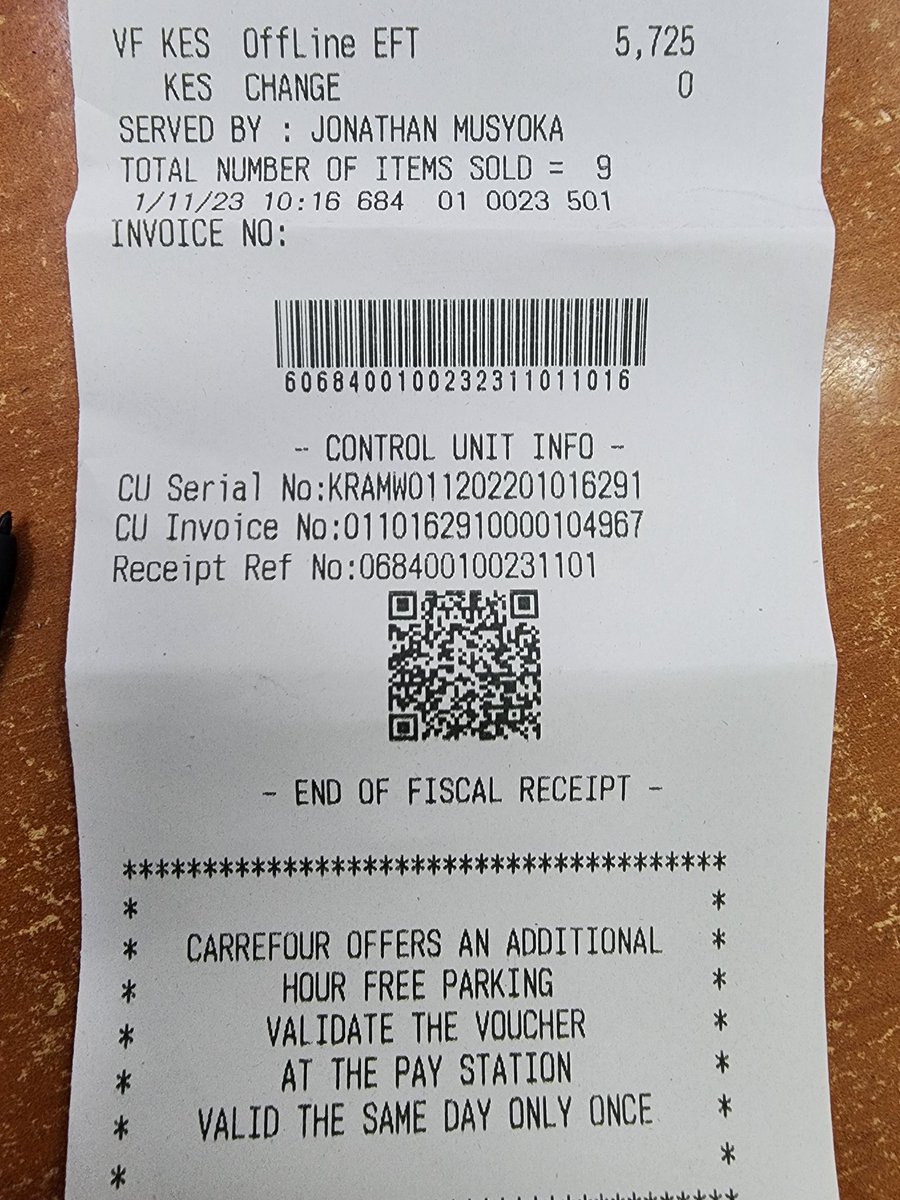 VF KES OffLine EFT 5,725
KES CHANGE 0
SERVED BY : JONATHAN MUSYOKA
TOTAL NUMBER OF ITEMS SOLD = 9
1/11/23 10:16 684 01 0023 501
INVOICE NO:
6068400100232311011016
- CONTROL UNIT INFO -
CU Serial No:KRAMW011202201016291
CU Invoice No:0110162910000104967
Receipt Ref No:068400100231101
- END OF FISCAL RECEIPT -
**************************************
* *
* CARREFOUR OFFERS AN ADDITIONAL *
* HOUR FREE PARKING *
* VALIDATE THE VOUCHER *
* AT THE PAY STATION *
* VALID THE SAME DAY ONLY ONCE *
* *